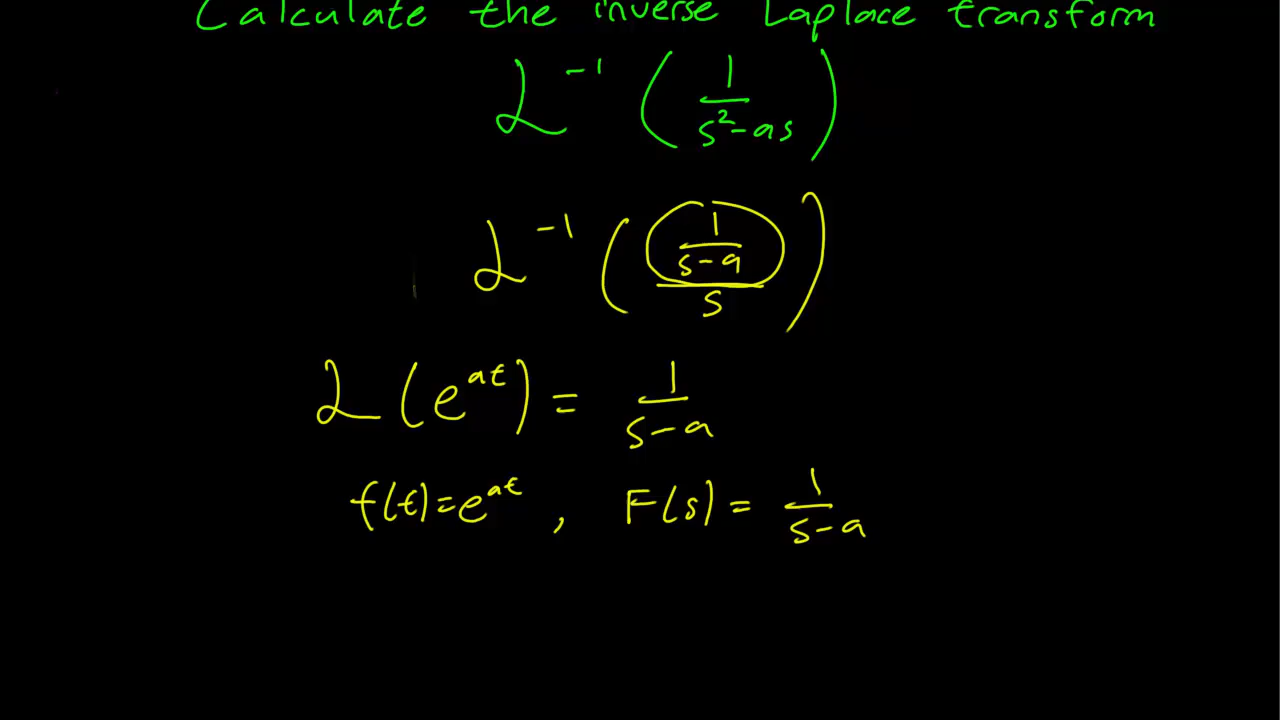 Calculate the inverse Laplace transform
ℒ⁻¹ ( 1/(s² - as) )
ℒ⁻¹ ( (1/(s-a))/s )
ℒ(e^{at}) = 1/(s-a)
f(t) = e^{at} , F(s) = 1/(s-a)